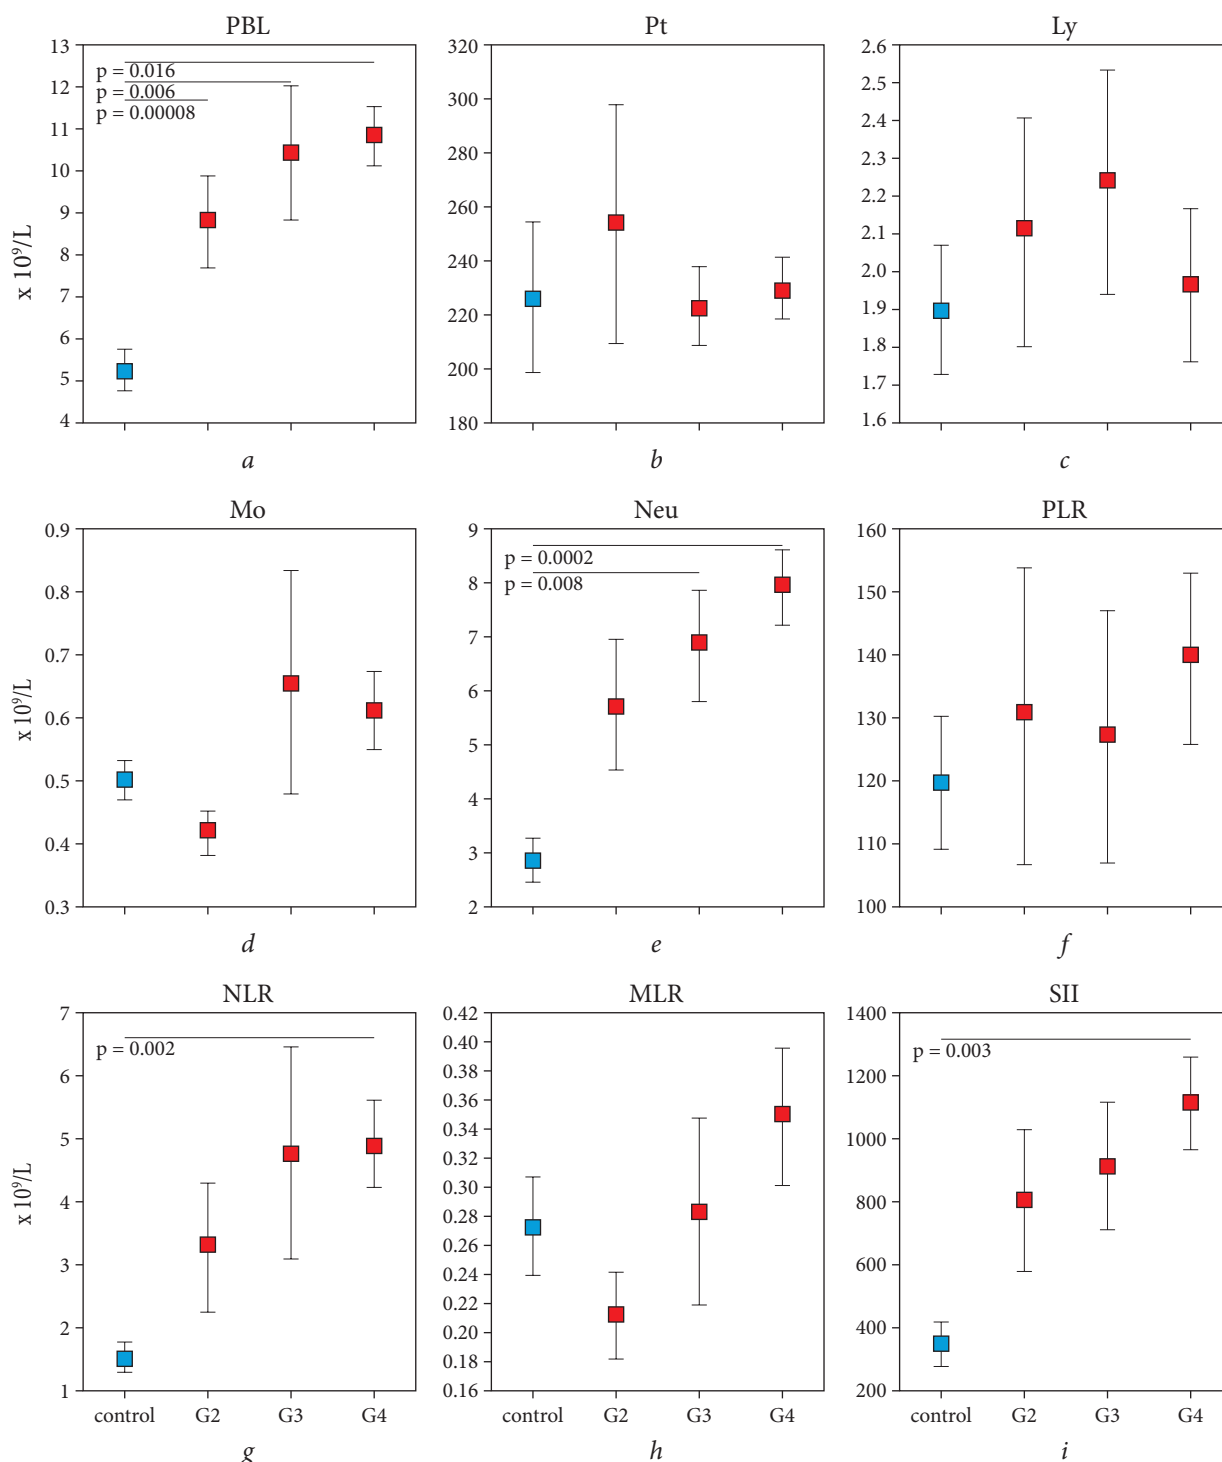 PBL
13
12
11
10
9
8
7
6
5
4
p = 0.016
p = 0.006
p = 0.00008
x 10⁹/L
a
Pt
320
300
280
260
240
220
200
180
b
Ly
2.6
2.5
2.4
2.3
2.2
2.1
2.0
1.9
1.8
1.7
1.6
c
Mo
0.9
0.8
0.7
0.6
0.5
0.4
0.3
x 10⁹/L
d
Neu
9
8
7
6
5
4
3
2
p = 0.0002
p = 0.008
e
PLR
160
150
140
130
120
110
100
f
NLR
7
6
5
4
3
2
1
p = 0.002
x 10⁹/L
control G2 G3 G4
g
MLR
0.42
0.40
0.38
0.36
0.34
0.32
0.30
0.28
0.26
0.24
0.22
0.20
0.18
0.16
control G2 G3 G4
h
SII
1400
1200
1000
800
600
400
200
p = 0.003
control G2 G3 G4
i